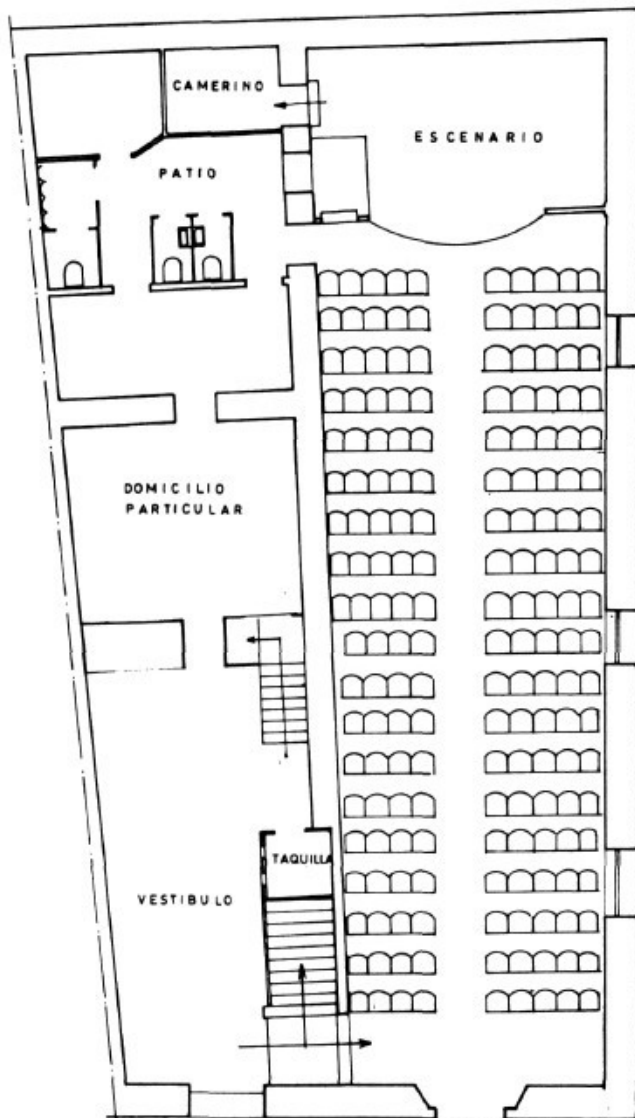 CAMERINO
ESCENARIO
PATIO
DOMICILIO
PARTICULAR
TAQUILLA
VESTIBULO